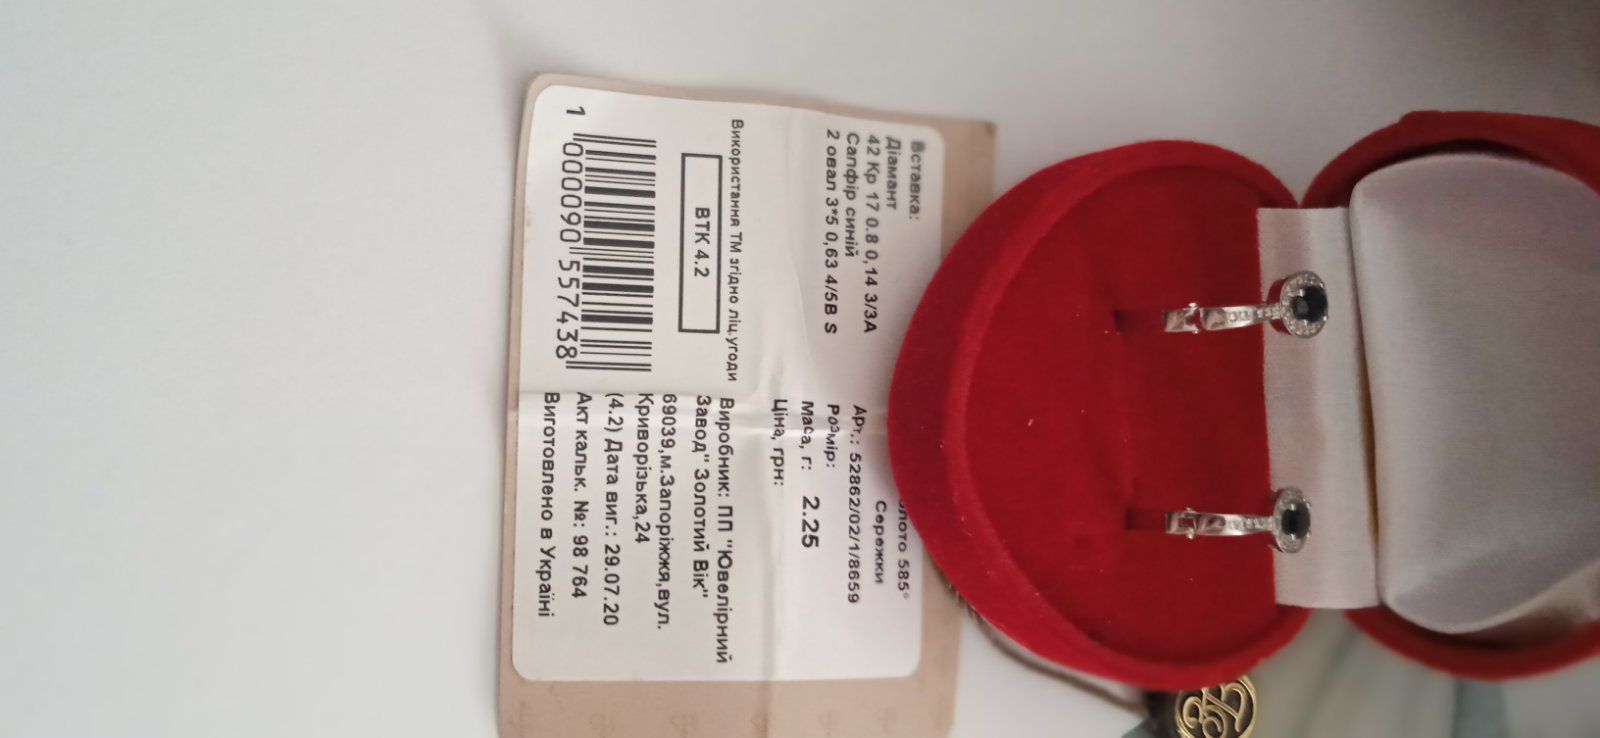 Вставка:
Діамант
42 Кр 17 0.8 0,14 3/3А
Сапфір синій
2 овал 3*5 0,63 4/5В S
585°
Сережки
Арт.: 52862/02/1/8659
Розмір:
Маса, г: 2.25
Ціна, грн:
Використання ТМ згідно ліц.угоди
ВТК 4.2
1 000090 557438
Виробник: ПП "Ювелірний
Завод" Золотий Вік"
69039,м.Запоріжжя,вул.
Криворізька,24
(4.2) Дата виг.: 29.07.20
Акт кальк. №: 98 764
Виготовлено в Україні
ЗВ